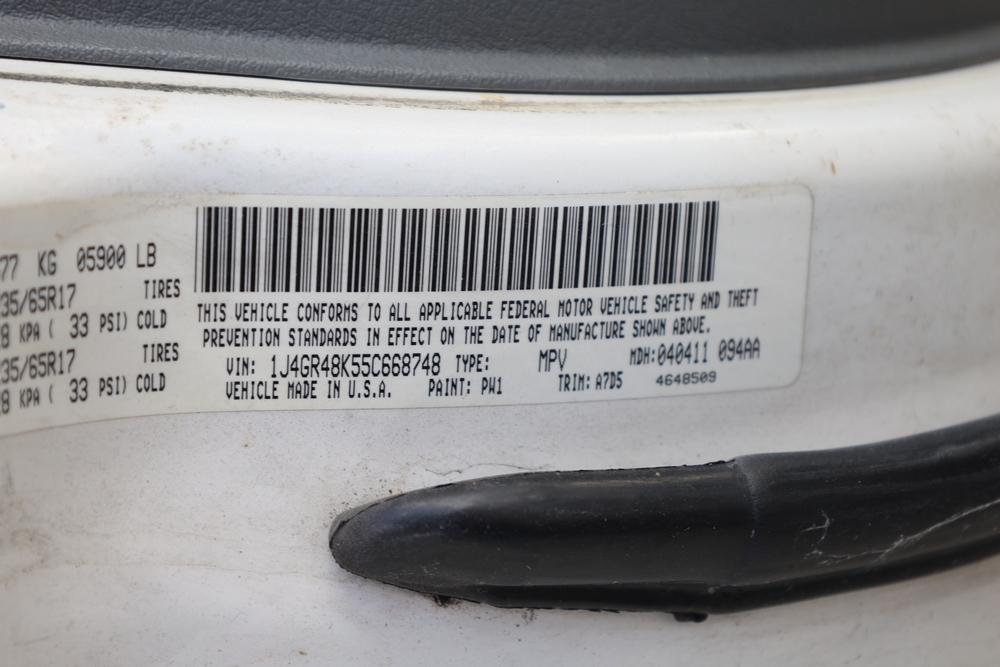 77 KG 05900 LB
35/65R17 TIRES
8 KPA ( 33 PSI) COLD
35/65R17 TIRES
8 KPA ( 33 PSI) COLD
THIS VEHICLE CONFORMS TO ALL APPLICABLE FEDERAL MOTOR VEHICLE SAFETY AND THEFT
PREVENTION STANDARDS IN EFFECT ON THE DATE OF MANUFACTURE SHOWN ABOVE.
VIN: 1J4GR48K55C668748 TYPE: MPV MDH:040411 094AA
VEHICLE MADE IN U.S.A. PAINT: PW1 TRIM: A7D5 4648509